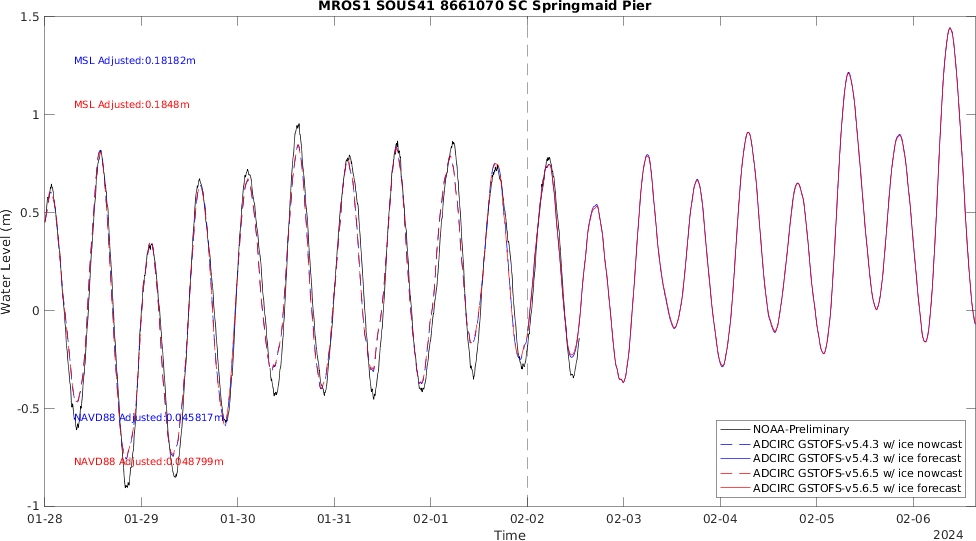 MROS1 SOUS41 8661070 SC Springmaid Pier
1.5
1
0.5
0
-0.5
-1
Water Level (m)
MSL Adjusted:0.18182m
MSL Adjusted:0.1848m
NAVD88 Adjusted:0.045817m
NAVD88 Adjusted:0.048799m
NOAA-Preliminary
ADCIRC GSTOFS-v5.4.3 w/ ice nowcast
ADCIRC GSTOFS-v5.4.3 w/ ice forecast
ADCIRC GSTOFS-v5.6.5 w/ ice nowcast
ADCIRC GSTOFS-v5.6.5 w/ ice forecast
01-28 01-29 01-30 01-31 02-01 02-02 02-03 02-04 02-05 02-06
Time
2024